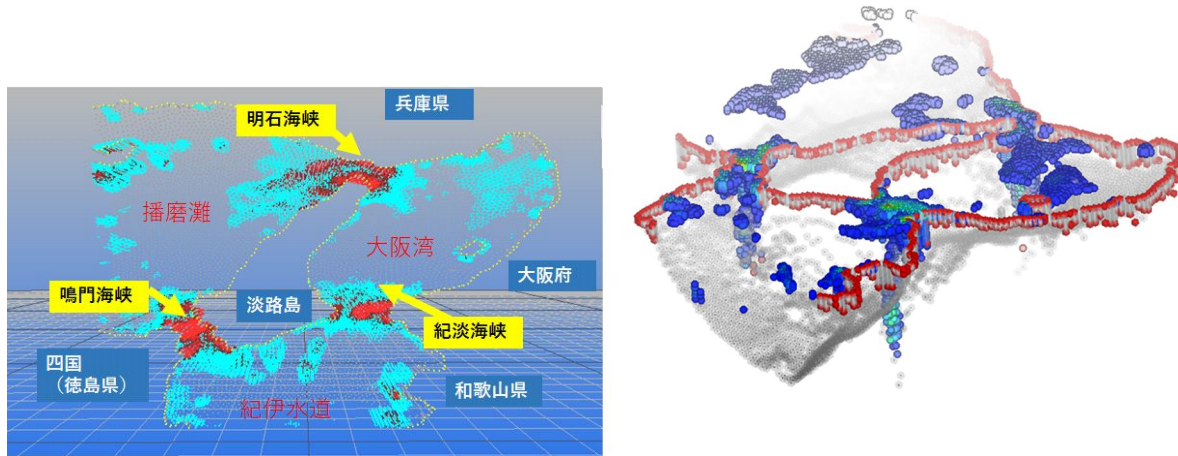 兵庫県
明石海峡
播磨灘
大阪湾
大阪府
鳴門海峡
淡路島
紀淡海峡
四国
（徳島県）
和歌山県
紀伊水道